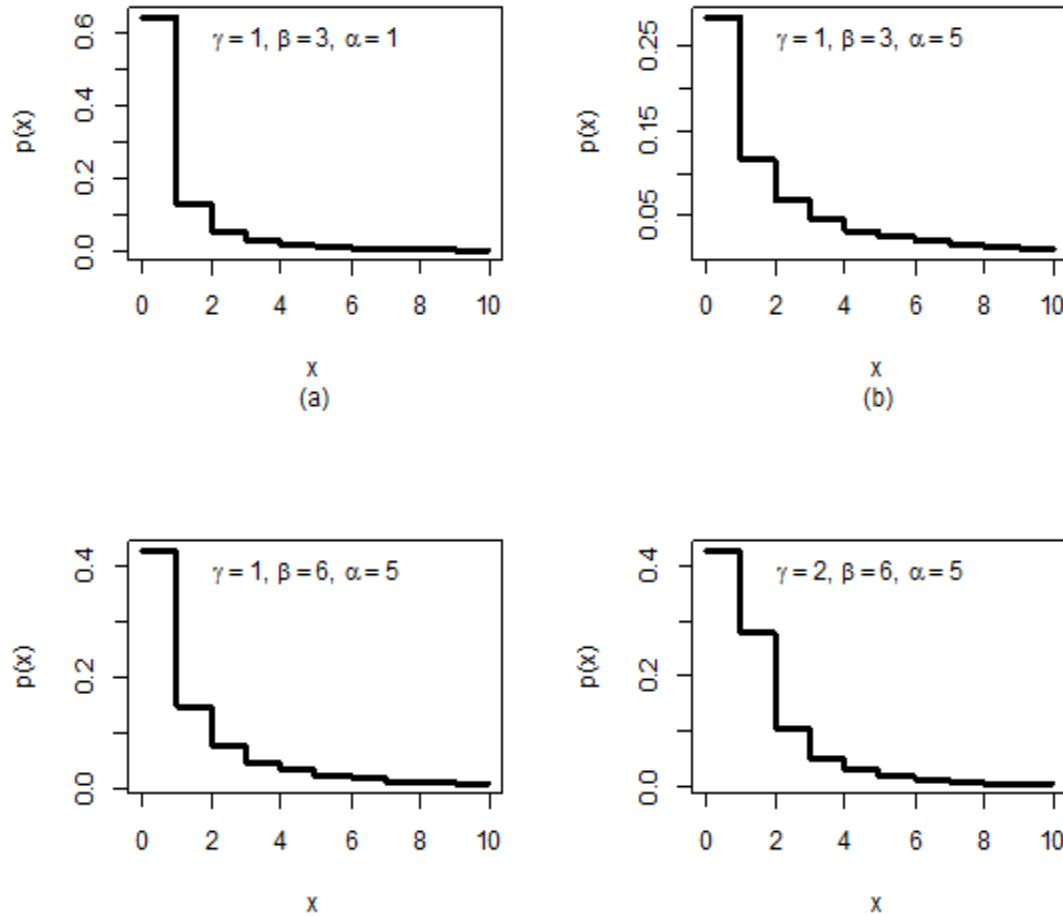 γ = 1, β = 3, α = 1
p(x)
0.0 0.2 0.4 0.6
0 2 4 6 8 10
x
(a)
γ = 1, β = 3, α = 5
p(x)
0.05 0.15 0.25
0 2 4 6 8 10
x
(b)
γ = 1, β = 6, α = 5
p(x)
0.0 0.2 0.4
0 2 4 6 8 10
x
γ = 2, β = 6, α = 5
p(x)
0.0 0.2 0.4
0 2 4 6 8 10
x